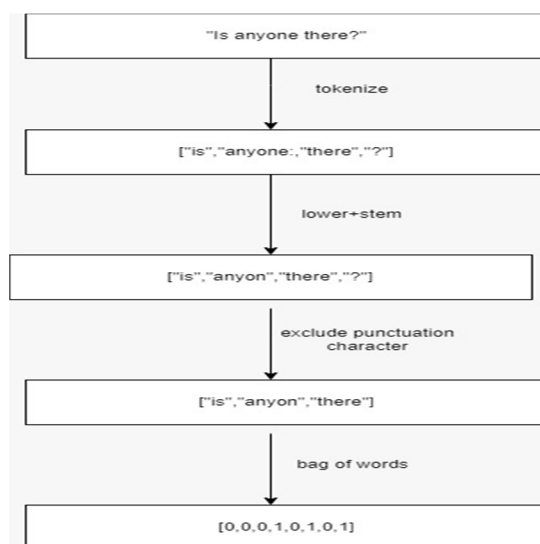 "Is anyone there?"
tokenize
["is","anyone:,"there","?"]
lower+stem
["is","anyon","there","?"]
exclude punctuation
character
["is","anyon","there"]
bag of words
[0,0,0,1,0,1,0,1]